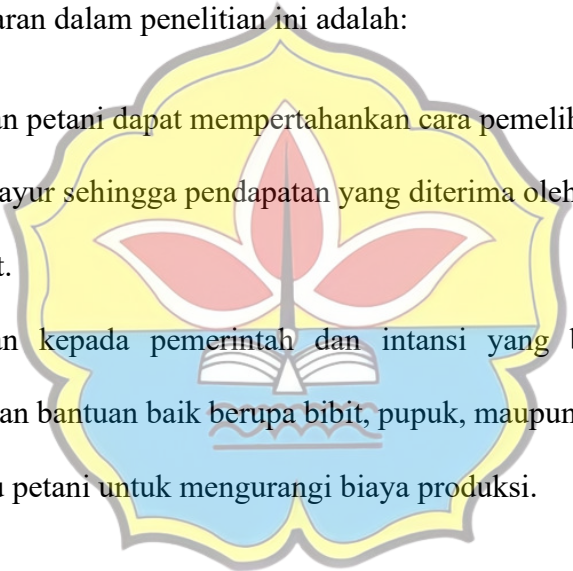 aran dalam penelitian ini adalah:
an petani dapat mempertahankan cara pemelih
ayur sehingga pendapatan yang diterima oleh
t.
an kepada pemerintah dan intansi yang b
an bantuan baik berupa bibit, pupuk, maupun
u petani untuk mengurangi biaya produksi.